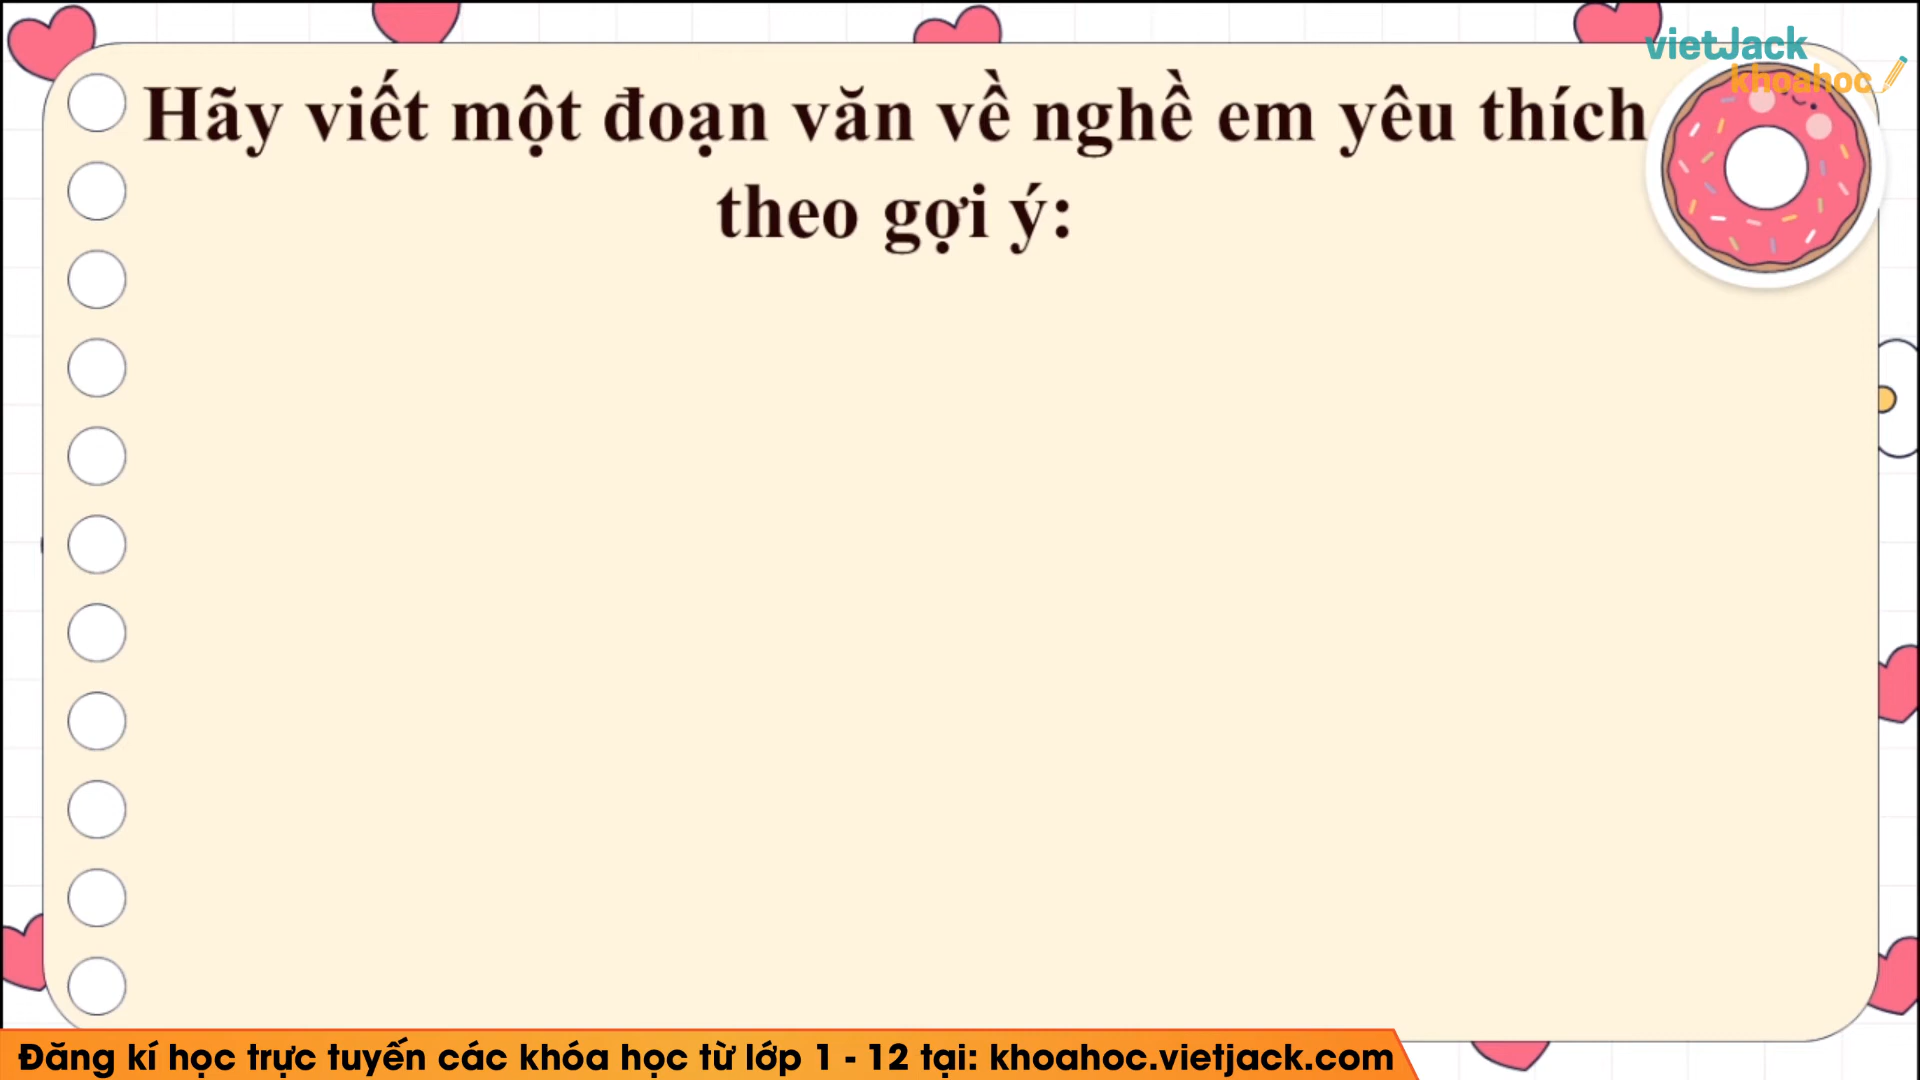 vietJack
khoahoc
Hãy viết một đoạn văn về nghề em yêu thích
theo gợi ý:
Đăng kí học trực tuyến các khóa học từ lớp 1 - 12 tại: khoahoc.vietjack.com